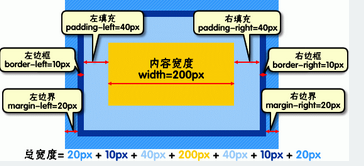 左填充
padding-left=40px
右填充
padding-right=40px
左边框
border-left=10px
内容宽度
width=200px
右边框
border-right=10px
左边界
margin-left=20px
右边界
margin-right=20px
总宽度= 20px + 10px + 40px + 200px + 40px + 10px + 20px